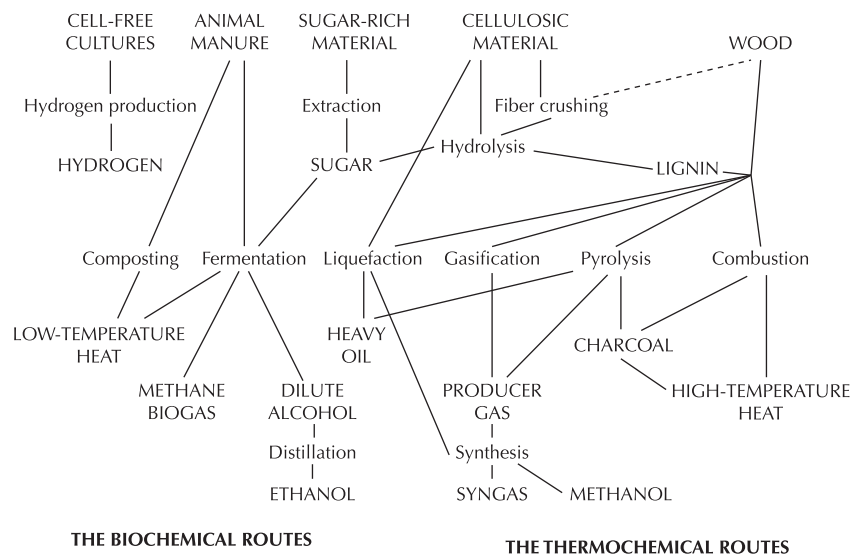 CELL-FREE
CULTURES
ANIMAL
MANURE
SUGAR-RICH
MATERIAL
CELLULOSIC
MATERIAL
WOOD
Hydrogen production
Extraction
Fiber crushing
HYDROGEN
SUGAR
Hydrolysis
LIGNIN
Composting
Fermentation
Liquefaction
Gasification
Pyrolysis
Combustion
LOW-TEMPERATURE
HEAT
HEAVY
OIL
CHARCOAL
METHANE
BIOGAS
DILUTE
ALCOHOL
PRODUCER
GAS
HIGH-TEMPERATURE
HEAT
Distillation
Synthesis
ETHANOL
SYNGAS
METHANOL
THE BIOCHEMICAL ROUTES
THE THERMOCHEMICAL ROUTES